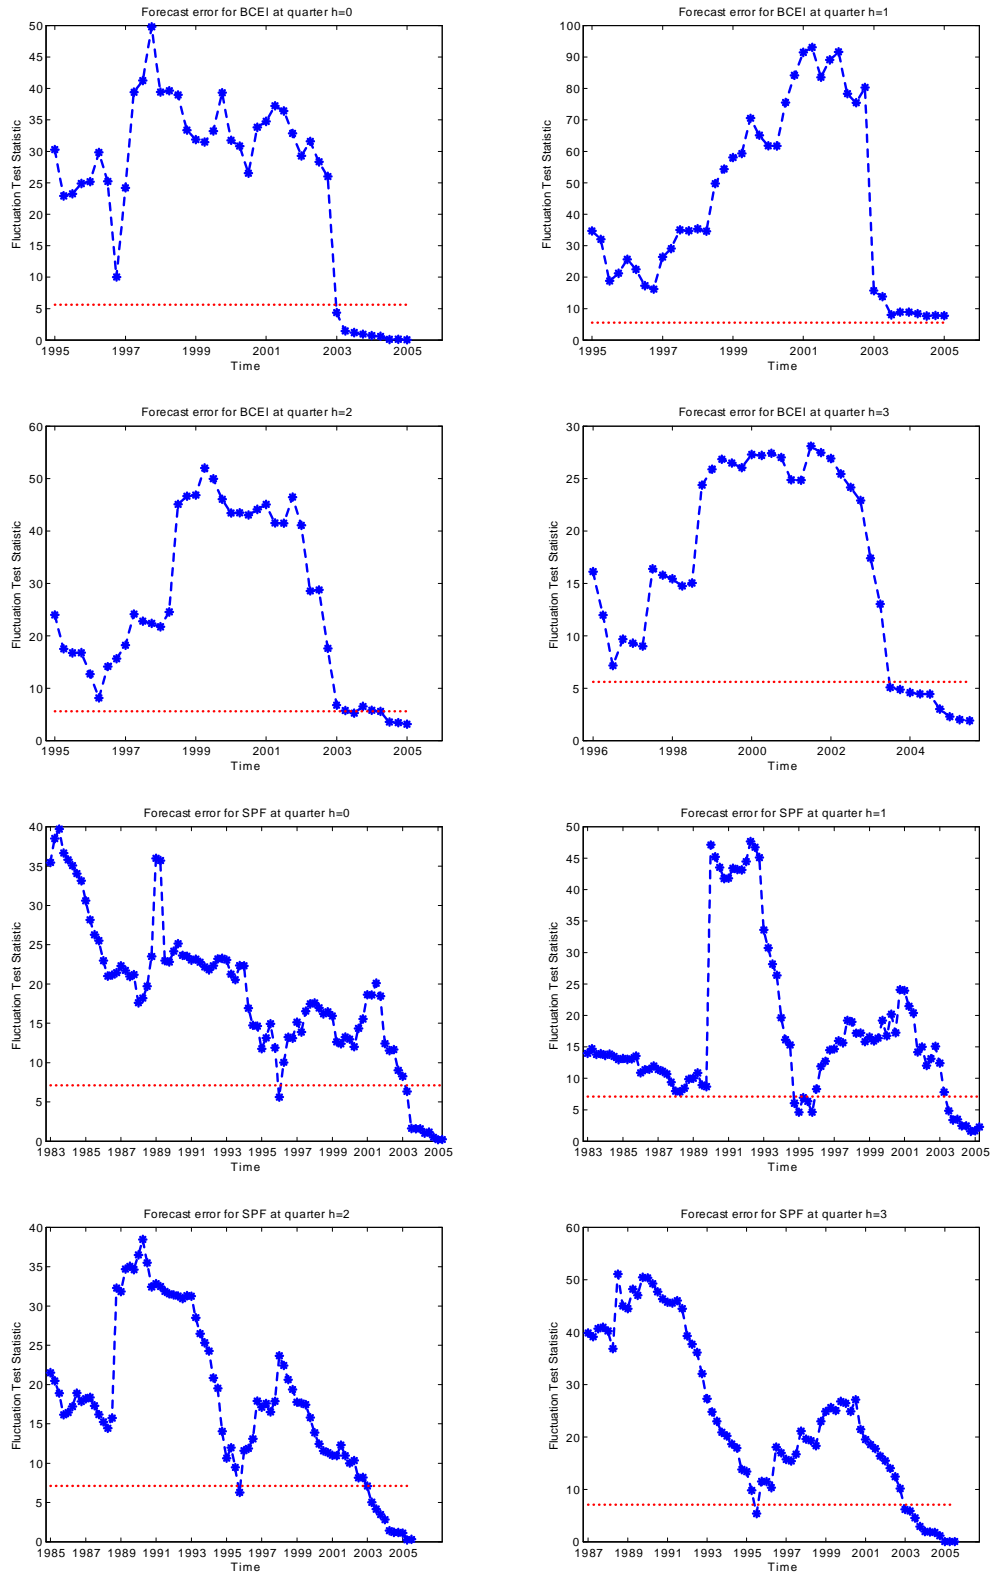 Forecast error for BCEI at quarter h=0
Fluctuation Test Statistic
50
45
40
35
30
25
20
15
10
5
0
1995 1997 1999 2001 2003 2005
Time
Forecast error for BCEI at quarter h=1
Fluctuation Test Statistic
100
90
80
70
60
50
40
30
20
10
0
1995 1997 1999 2001 2003 2005
Time
Forecast error for BCEI at quarter h=2
Fluctuation Test Statistic
60
50
40
30
20
10
0
1995 1997 1999 2001 2003 2005
Time
Forecast error for BCEI at quarter h=3
Fluctuation Test Statistic
30
25
20
15
10
5
0
1996 1998 2000 2002 2004
Time
Forecast error for SPF at quarter h=0
Fluctuation Test Statistic
40
35
30
25
20
15
10
5
0
1983 1985 1987 1989 1991 1993 1995 1997 1999 2001 2003 2005
Time
Forecast error for SPF at quarter h=1
Fluctuation Test Statistic
50
45
40
35
30
25
20
15
10
5
0
1983 1985 1987 1989 1991 1993 1995 1997 1999 2001 2003 2005
Time
Forecast error for SPF at quarter h=2
Fluctuation Test Statistic
40
35
30
25
20
15
10
5
0
1985 1987 1989 1991 1993 1995 1997 1999 2001 2003 2005
Time
Forecast error for SPF at quarter h=3
Fluctuation Test Statistic
60
50
40
30
20
10
0
1987 1989 1991 1993 1995 1997 1999 2001 2003 2005
Time